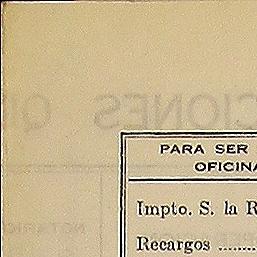 PARA SER
OFICINA
Impto. S. la R
Recargos ........